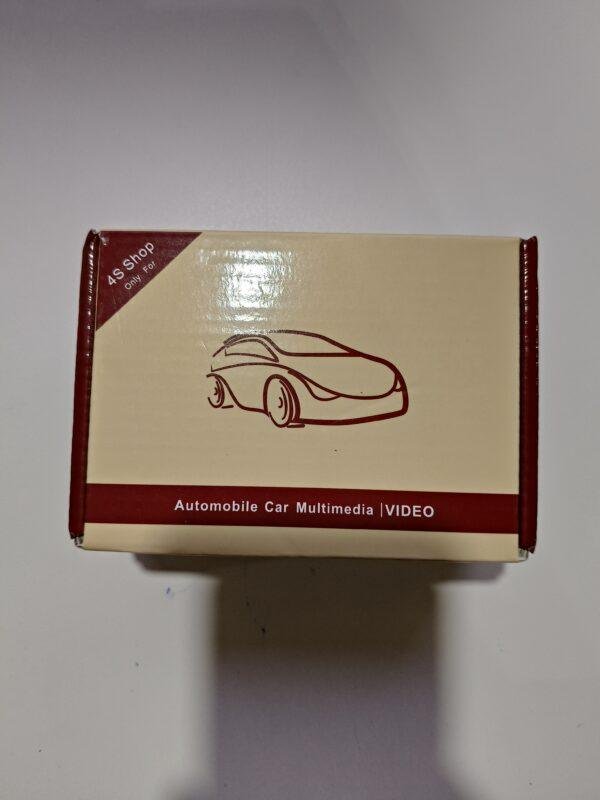 4S Shop
Only For
Automobile Car Multimedia |VIDEO